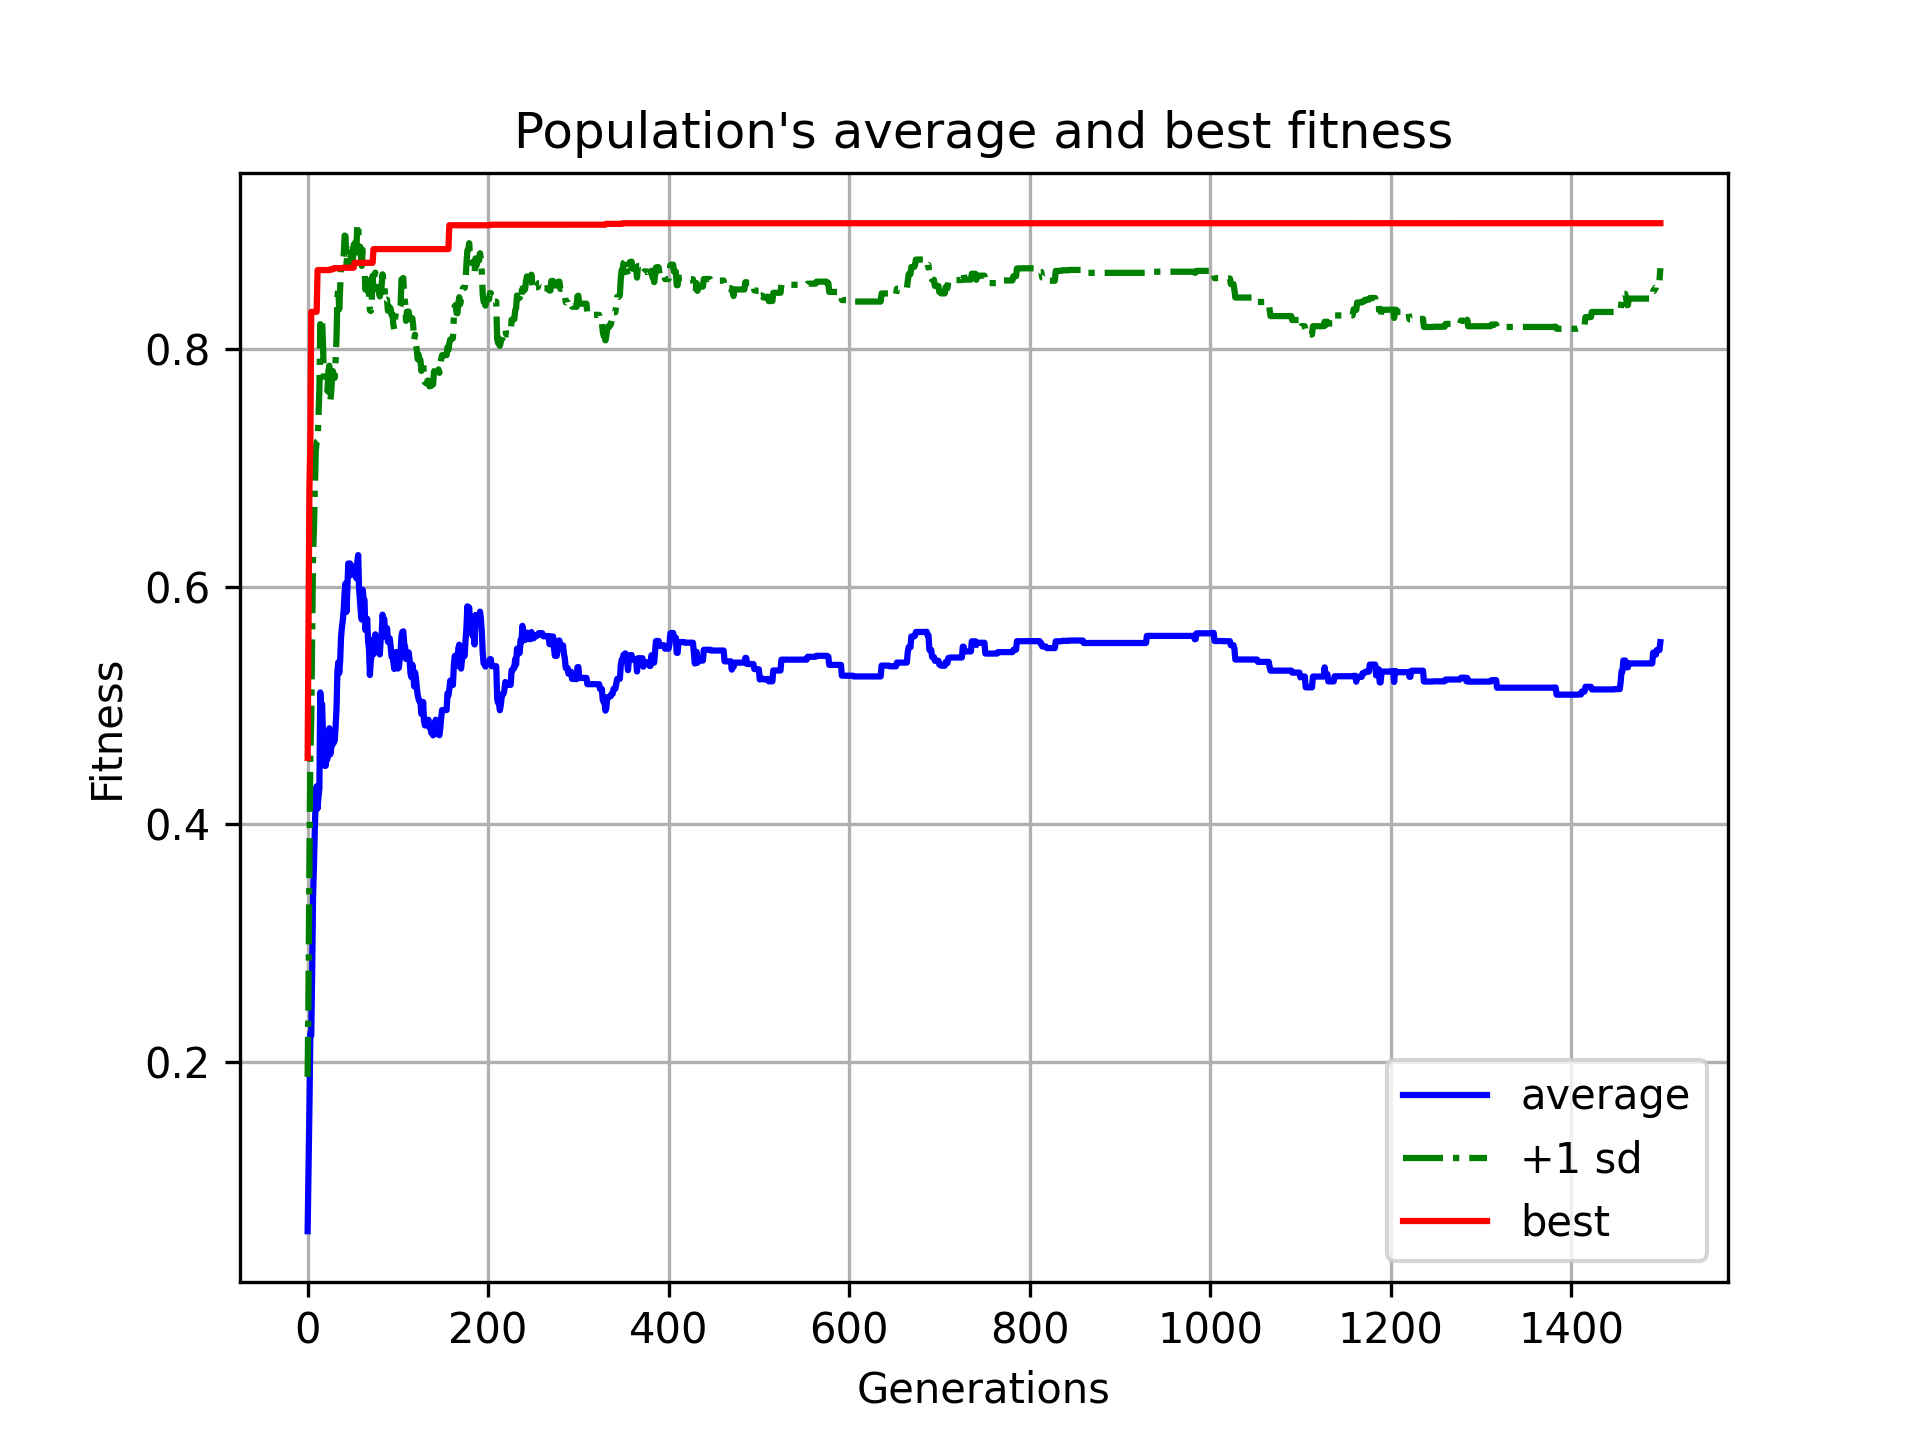 Population's average and best fitness
Fitness
0.8
0.6
0.4
0.2
0 200 400 600 800 1000 1200 1400
Generations
average
+1 sd
best